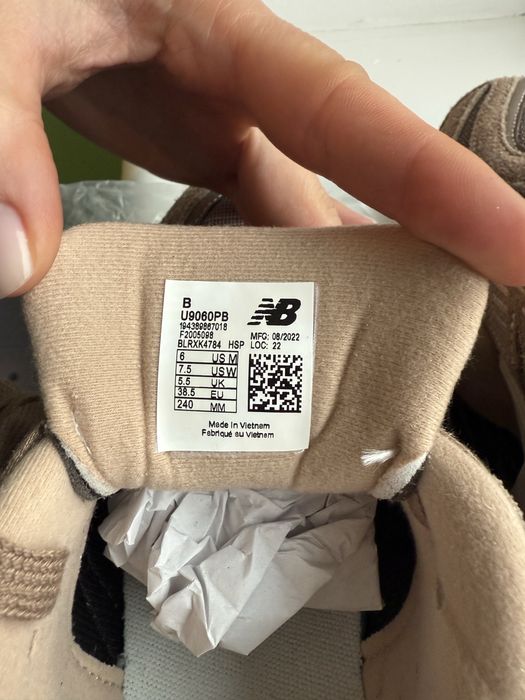 B
U9060PB
194389867018
F2005098
BLRXK4784 HSP
NB
MFG: 08/2022
LOC: 22
6 US M
7.5 US W
5.5 UK
38.5 EU
240 MM
Made in Vietnam
Fabriqué au Vietnam